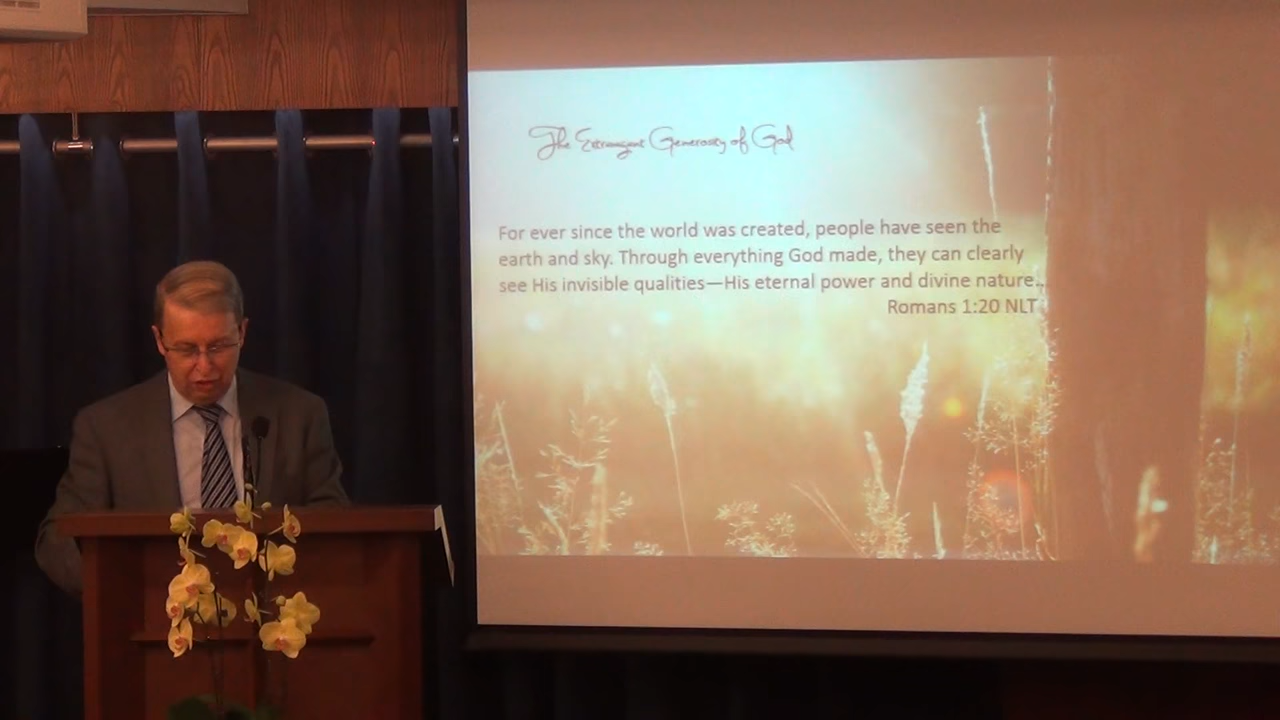 The Extravagant Generosity of God
For ever since the world was created, people have seen the
earth and sky. Through everything God made, they can clearly
see His invisible qualities—His eternal power and divine nature...
Romans 1:20 NLT